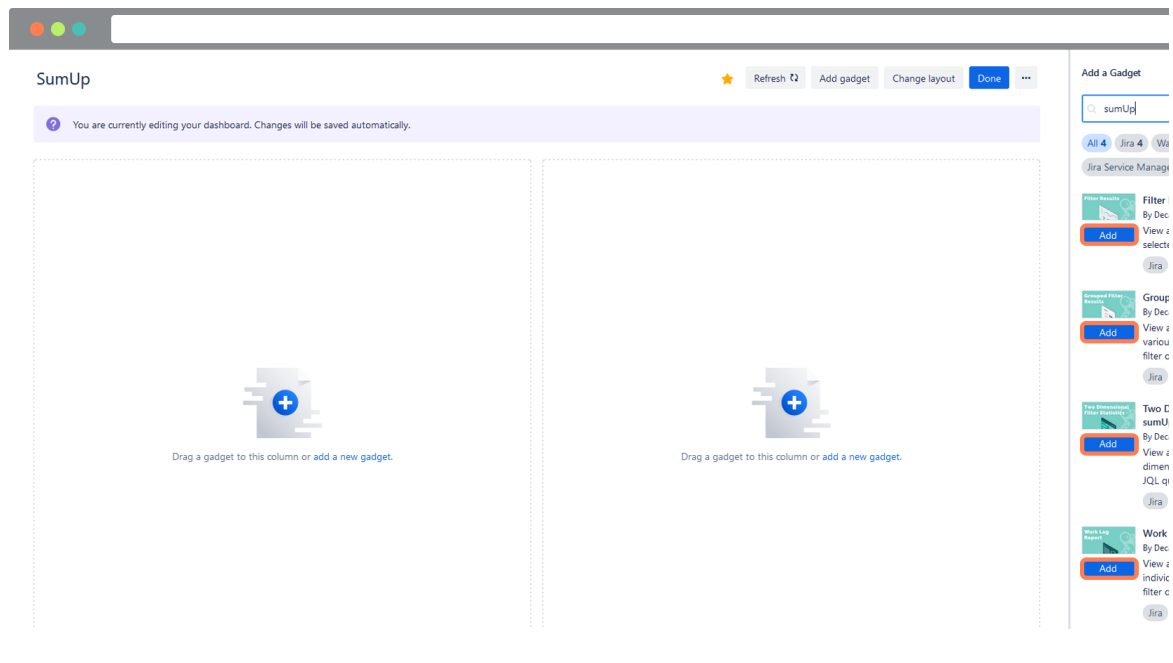 SumUp
Refresh
Add gadget
Change layout
Done
You are currently editing your dashboard. Changes will be saved automatically.
Drag a gadget to this column or add a new gadget.
Drag a gadget to this column or add a new gadget.
Add a Gadget
sumUp
All 4
Jira 4
Wa
Jira Service Manage
Filter Results
Filter
By Dec
Add
View a
selecte
Jira
Grouped Filter
Results
Group
By Dec
Add
View a
variou
filter o
Jira
Two Dimensional
Filter Statistics
Two D
sumU
By Dec
Add
View a
dimen
JQL qu
Jira
Work Log
Report
Work
By Dec
Add
View a
individ
filter o
Jira